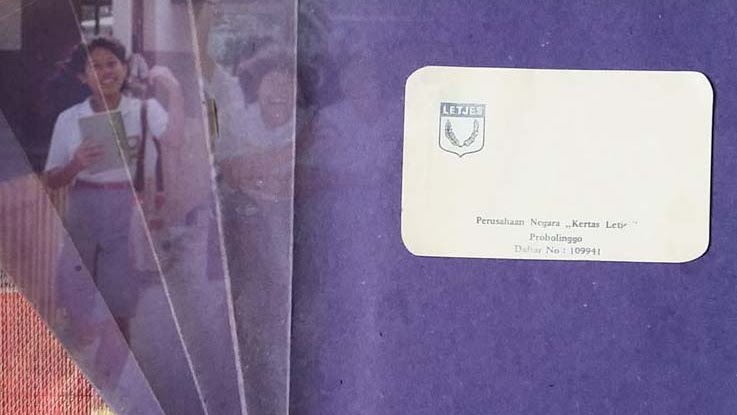 LETJES
Perusahaan Negara „Kertas
Probolinggo
Daftar No : 109941